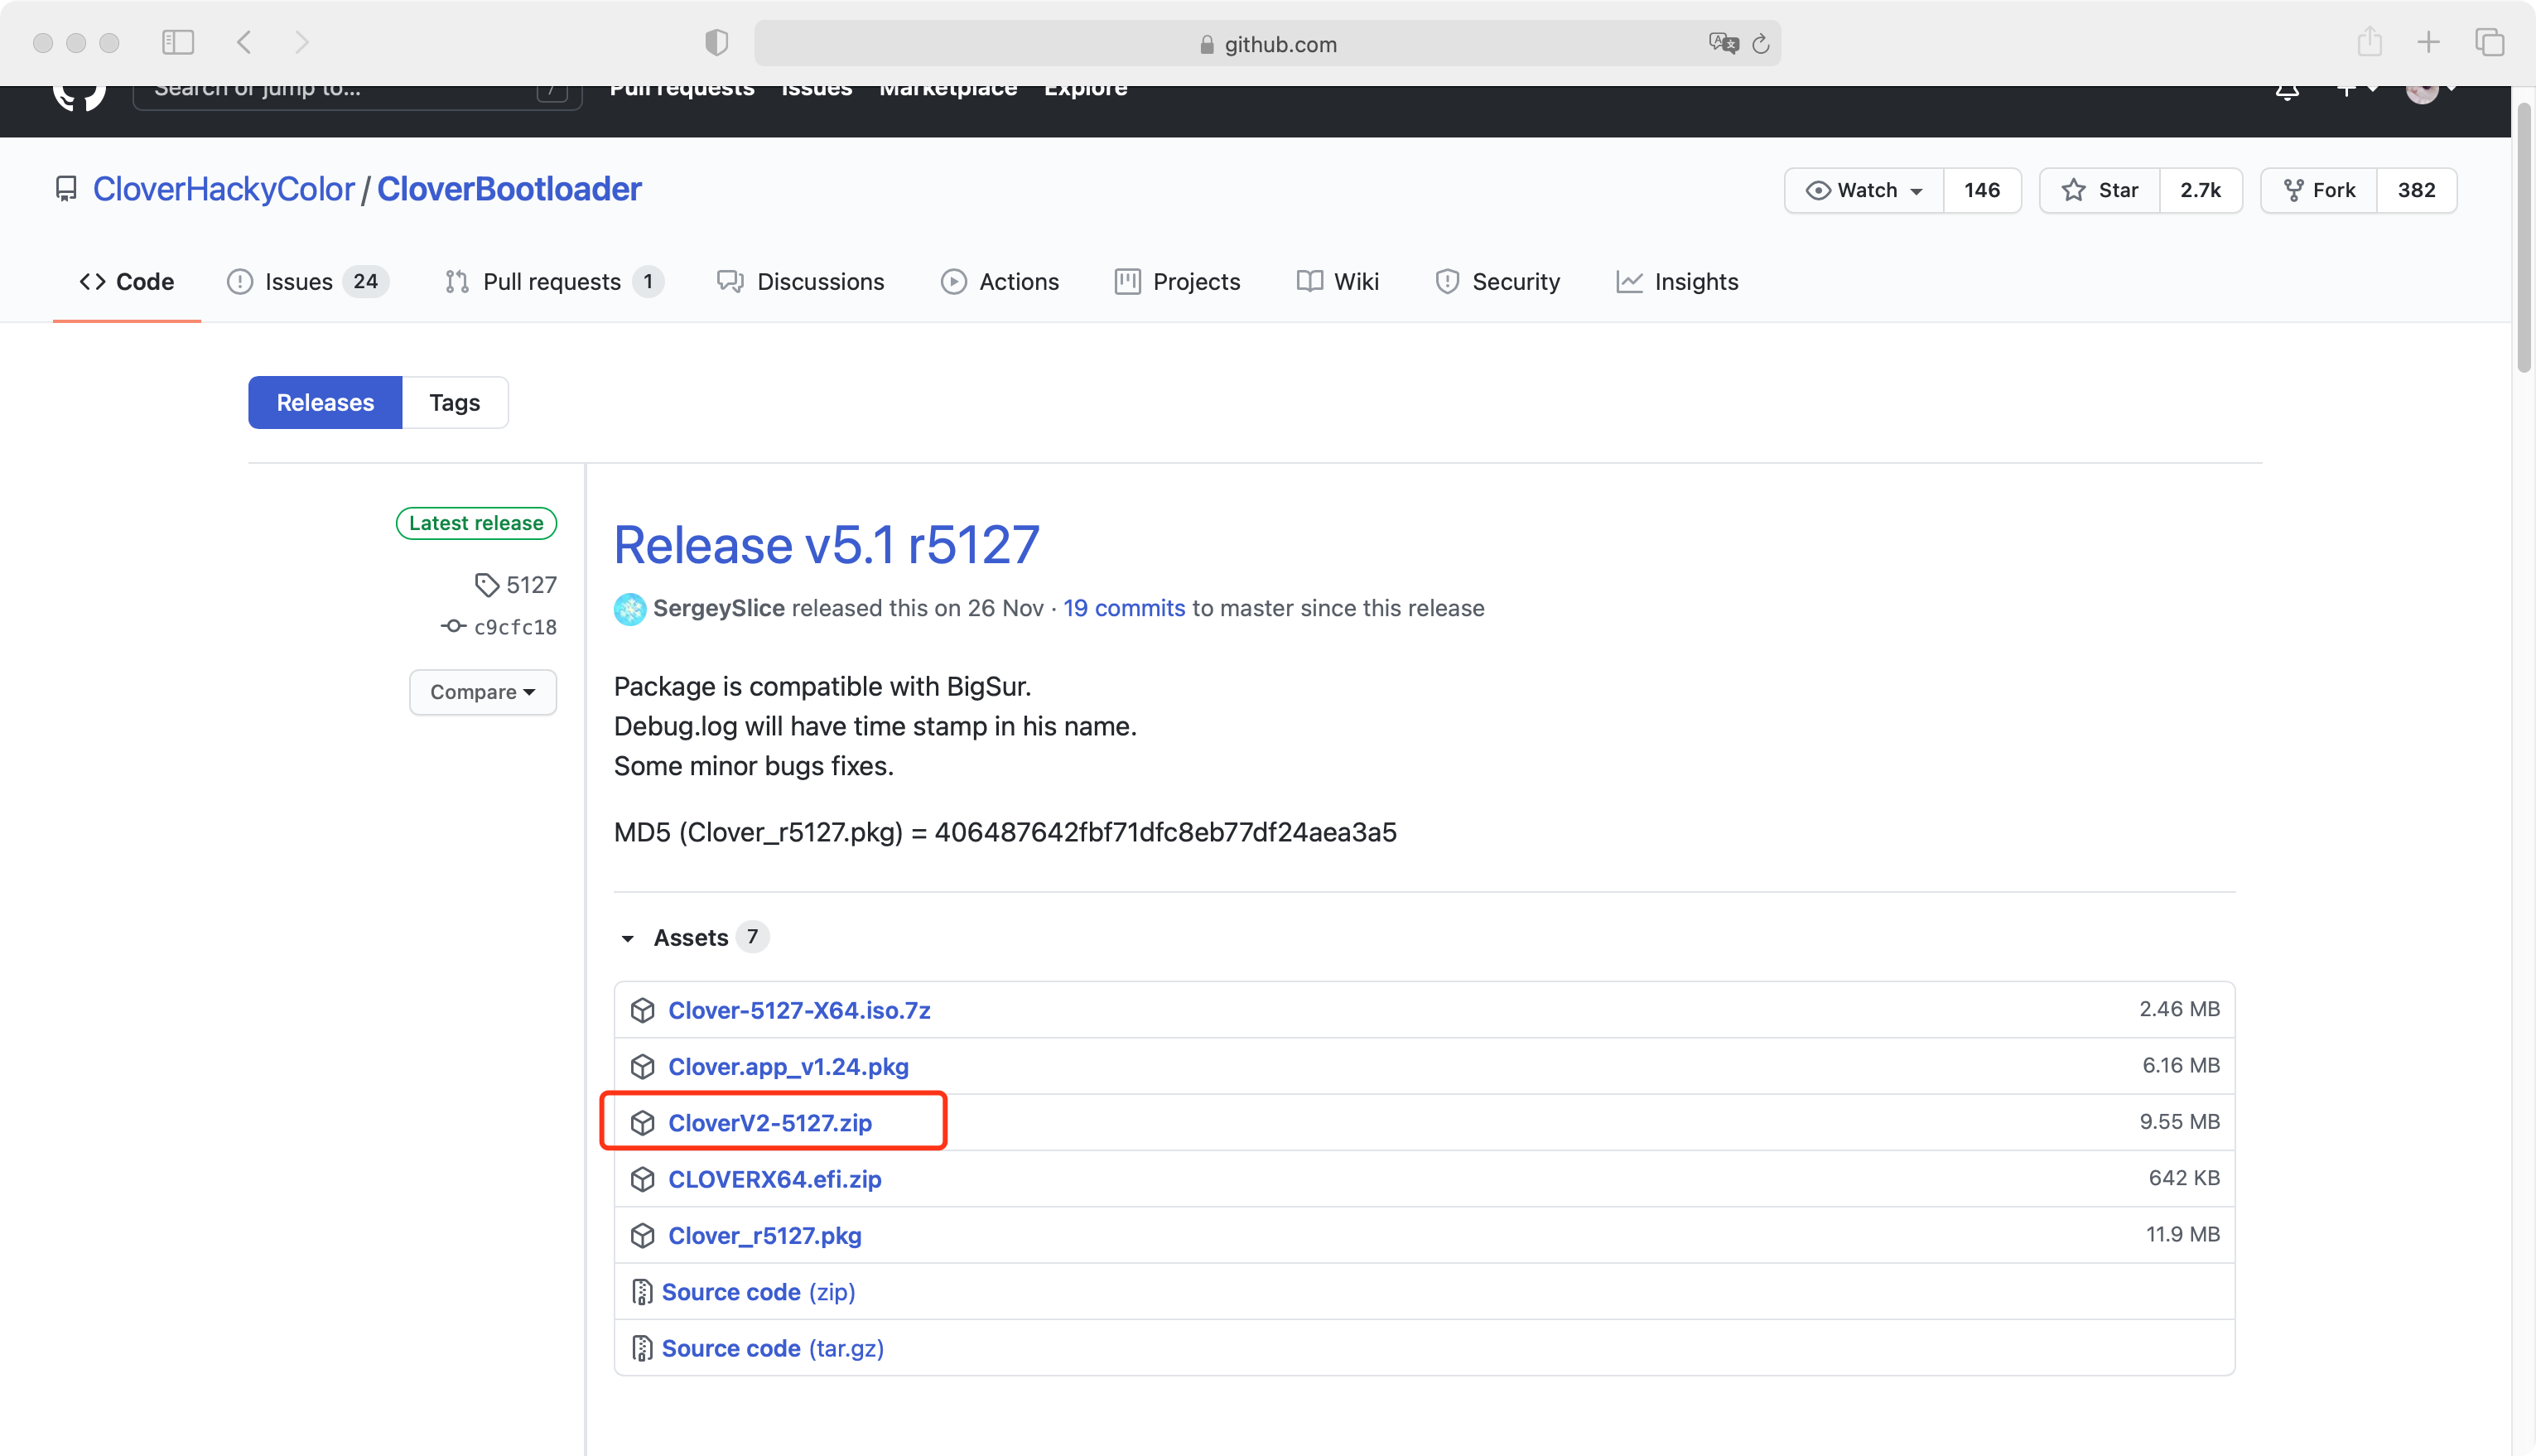 github.com
Search or jump to...
/
Pull requests Issues Marketplace Explore
CloverHackyColor / CloverBootloader
Watch 146 Star 2.7k Fork 382
Code Issues 24 Pull requests 1 Discussions Actions Projects Wiki Security Insights
Releases Tags
Latest release
5127
c9cfc18
Compare
Release v5.1 r5127
SergeySlice released this on 26 Nov · 19 commits to master since this release
Package is compatible with BigSur.
Debug.log will have time stamp in his name.
Some minor bugs fixes.
MD5 (Clover_r5127.pkg) = 406487642fbf71dfc8eb77df24aea3a5
Assets 7
Clover-5127-X64.iso.7z 2.46 MB
Clover.app_v1.24.pkg 6.16 MB
CloverV2-5127.zip 9.55 MB
CLOVERX64.efi.zip 642 KB
Clover_r5127.pkg 11.9 MB
Source code (zip)
Source code (tar.gz)